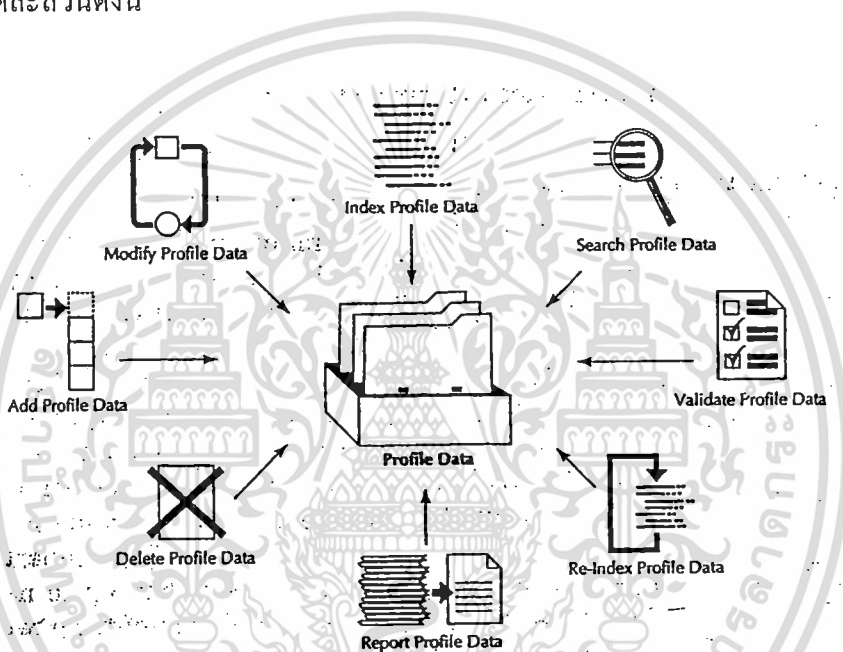 Index Profile Data
Search Profile Data
Modify Profile Data
Add Profile Data
Validate Profile Data
Profile Data
Delete Profile Data
Re-Index Profile Data
Report Profile Data